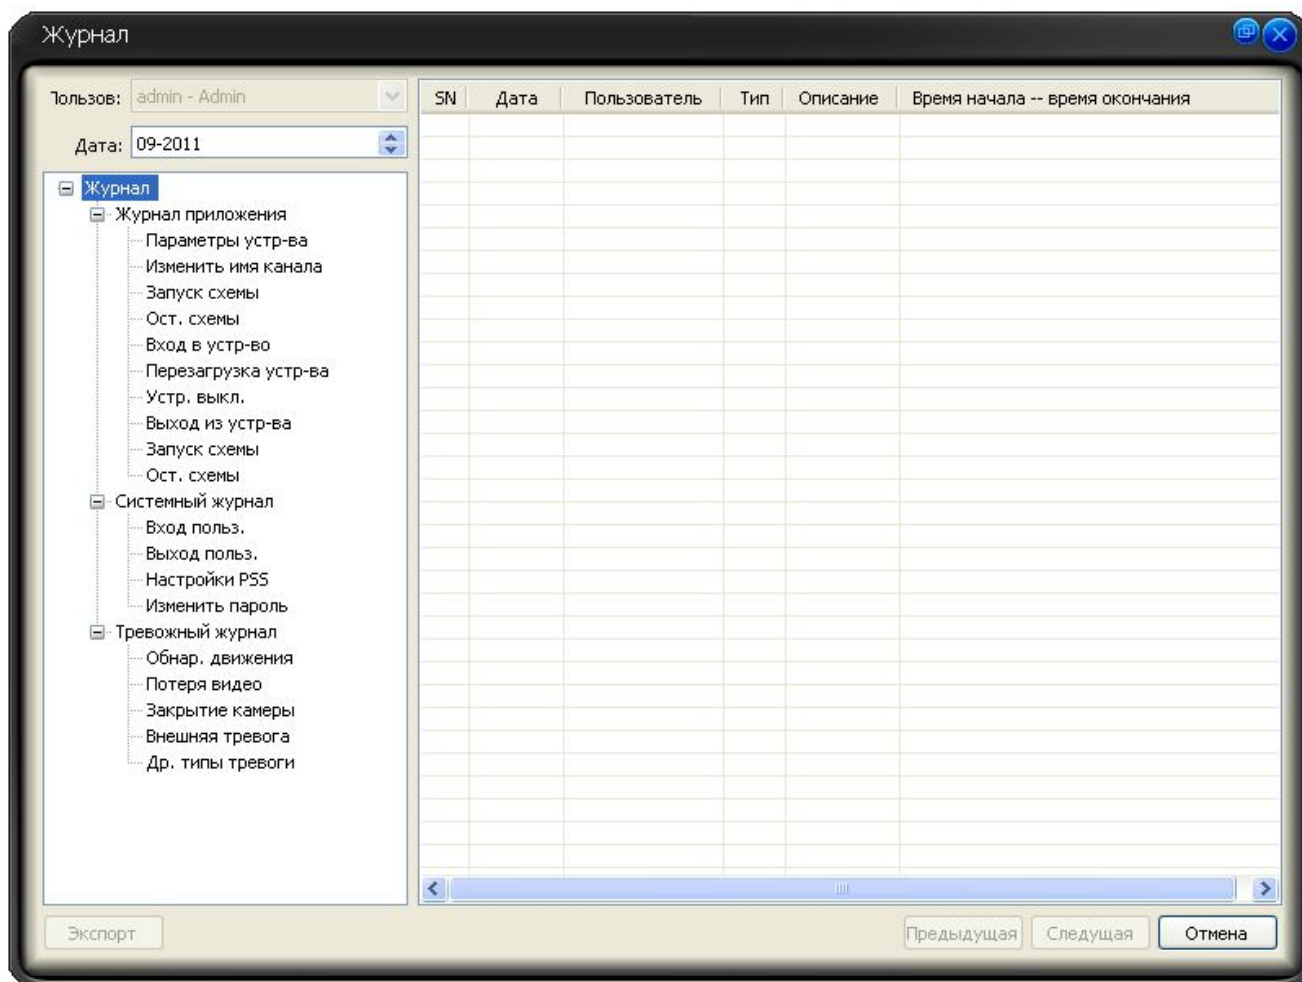 Журнал
Пользов: admin - Admin
Дата: 09-2011
Журнал
Журнал приложения
Параметры устр-ва
Изменить имя канала
Запуск схемы
Ост. схемы
Вход в устр-во
Перезагрузка устр-ва
Устр. выкл.
Выход из устр-ва
Запуск схемы
Ост. схемы
Системный журнал
Вход польз.
Выход польз.
Настройки PSS
Изменить пароль
Тревожный журнал
Обнар. движения
Потеря видео
Закрытие камеры
Внешняя тревога
Др. типы тревоги
SN Дата Пользователь Тип Описание Время начала -- время окончания
Экспорт Предыдущая Следущая Отмена